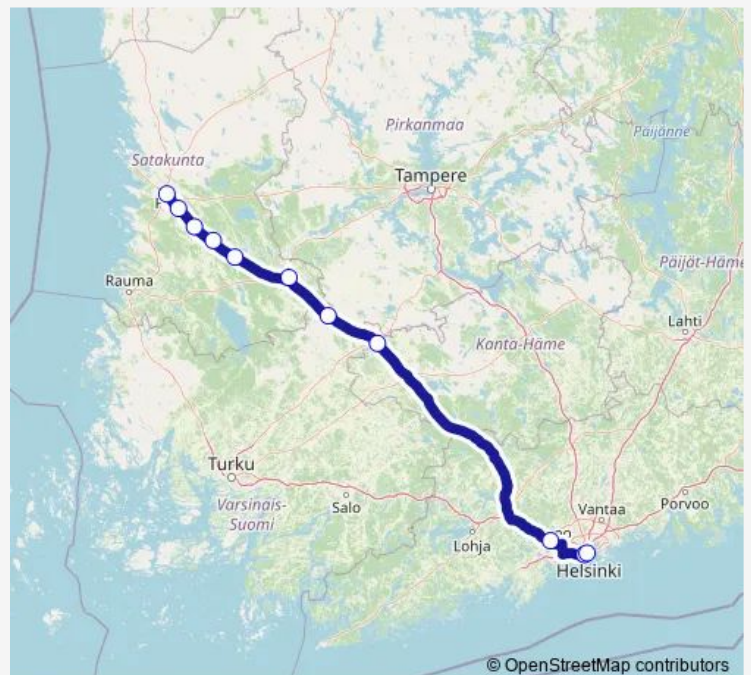 Pirkanmaa
Päijänne
Satakunta
Tampere
Päijät-Häme
Rauma
Lahti
Kanta-Häme
Turku
Varsinais-
Suomi
Salo
Vantaa
Porvoo
Lohja
Helsinki
© OpenStreetMap contributors